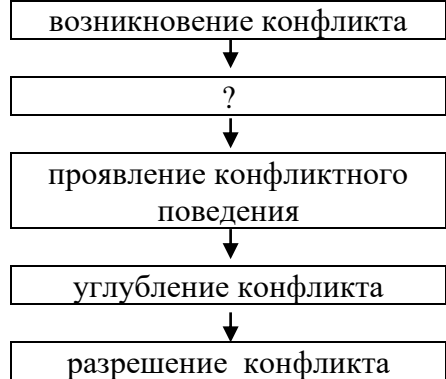 возникновение конфликта
?
проявление конфликтного
поведения
углубление конфликта
разрешение конфликта